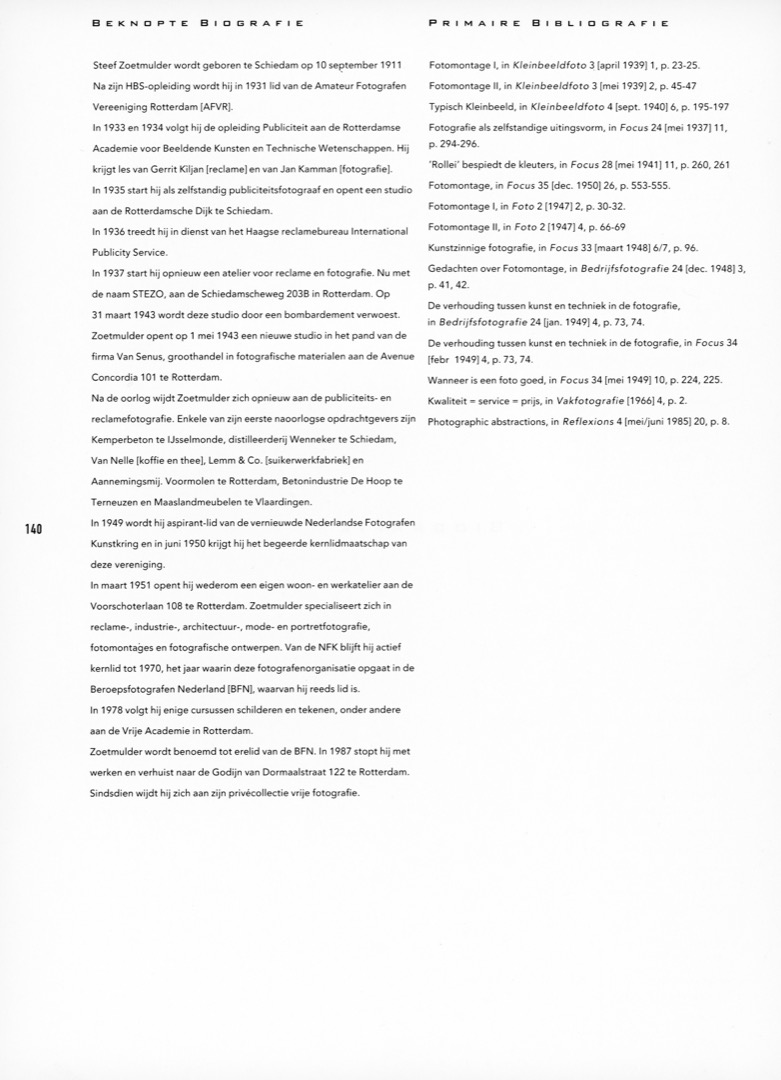 BEKNOPTE BIOGRAFIE
Steef Zoetmulder wordt geboren te Schiedam op 10 september 1911
Na zijn HBS-opleiding wordt hij in 1931 lid van de Amateur Fotografen
Vereeniging Rotterdam [AFVR].
In 1933 en 1934 volgt hij de opleiding Publiciteit aan de Rotterdamse
Academie voor Beeldende Kunsten en Technische Wetenschappen. Hij
krijgt les van Gerrit Kiljan [reclame] en van Jan Kamman [fotografie].
In 1935 start hij als zelfstandig publiciteitsfotograaf en opent een studio
aan de Rotterdamsche Dijk te Schiedam.
In 1936 treedt hij in dienst van het Haagse reclamebureau International
Publicity Service.
In 1937 start hij opnieuw een atelier voor reclame en fotografie. Nu met
de naam STEZO, aan de Schiedamscheweg 203B in Rotterdam. Op
31 maart 1943 wordt deze studio door een bombardement verwoest.
Zoetmulder opent op 1 mei 1943 een nieuwe studio in het pand van de
firma Van Senus, groothandel in fotografische materialen aan de Avenue
Concordia 101 te Rotterdam.
Na de oorlog wijdt Zoetmulder zich opnieuw aan de publiciteits- en
reclamefotografie. Enkele van zijn eerste naoorlogse opdrachtgevers zijn
Kemperbeton te IJsselmonde, distilleerderij Wenneker te Schiedam,
Van Nelle [koffie en thee], Lemm & Co. [suikerwerkfabriek] en
Aannemingsmij. Voormolen te Rotterdam, Betonindustrie De Hoop te
Terneuzen en Maaslandmeubelen te Vlaardingen.
In 1949 wordt hij aspirant-lid van de vernieuwde Nederlandse Fotografen
Kunstkring en in juni 1950 krijgt hij het begeerde kernlidmaatschap van
deze vereniging.
In maart 1951 opent hij wederom een eigen woon- en werkatelier aan de
Voorschoterlaan 108 te Rotterdam. Zoetmulder specialiseert zich in
reclame-, industrie-, architectuur-, mode- en portretfotografie,
fotomontages en fotografische ontwerpen. Van de NFK blijft hij actief
kernlid tot 1970, het jaar waarin deze fotografenorganisatie opgaat in de
Beroepsfotografen Nederland [BFN], waarvan hij reeds lid is.
In 1978 volgt hij enige cursussen schilderen en tekenen, onder andere
aan de Vrije Academie in Rotterdam.
Zoetmulder wordt benoemd tot erelid van de BFN. In 1987 stopt hij met
werken en verhuist naar de Godijn van Dormaalstraat 122 te Rotterdam.
Sindsdien wijdt hij zich aan zijn privécollectie vrije fotografie.
140
PRIMAIRE BIBLIOGRAFIE
Fotomontage I, in Kleinbeeldfoto 3 [april 1939] 1, p. 23-25.
Fotomontage II, in Kleinbeeldfoto 3 [mei 1939] 2, p. 45-47
Typisch Kleinbeeld, in Kleinbeeldfoto 4 [sept. 1940] 6, p. 195-197
Fotografie als zelfstandige uitingsvorm, in Focus 24 [mei 1937] 11,
p. 294-296.
'Rollei' bespiedt de kleuters, in Focus 28 [mei 1941] 11, p. 260, 261
Fotomontage, in Focus 35 [dec. 1950] 26, p. 553-555.
Fotomontage I, in Foto 2 [1947] 2, p. 30-32.
Fotomontage II, in Foto 2 [1947] 4, p. 66-69
Kunstzinnige fotografie, in Focus 33 [maart 1948] 6/7, p. 96.
Gedachten over Fotomontage, in Bedrijfsfotografie 24 [dec. 1948] 3,
p. 41, 42.
De verhouding tussen kunst en techniek in de fotografie,
in Bedrijfsfotografie 24 [jan. 1949] 4, p. 73, 74.
De verhouding tussen kunst en techniek in de fotografie, in Focus 34
[febr 1949] 4, p. 73, 74.
Wanneer is een foto goed, in Focus 34 [mei 1949] 10, p. 224, 225.
Kwaliteit = service = prijs, in Vakfotografie [1966] 4, p. 2.
Photographic abstractions, in Reflexions 4 [mei/juni 1985] 20, p. 8.